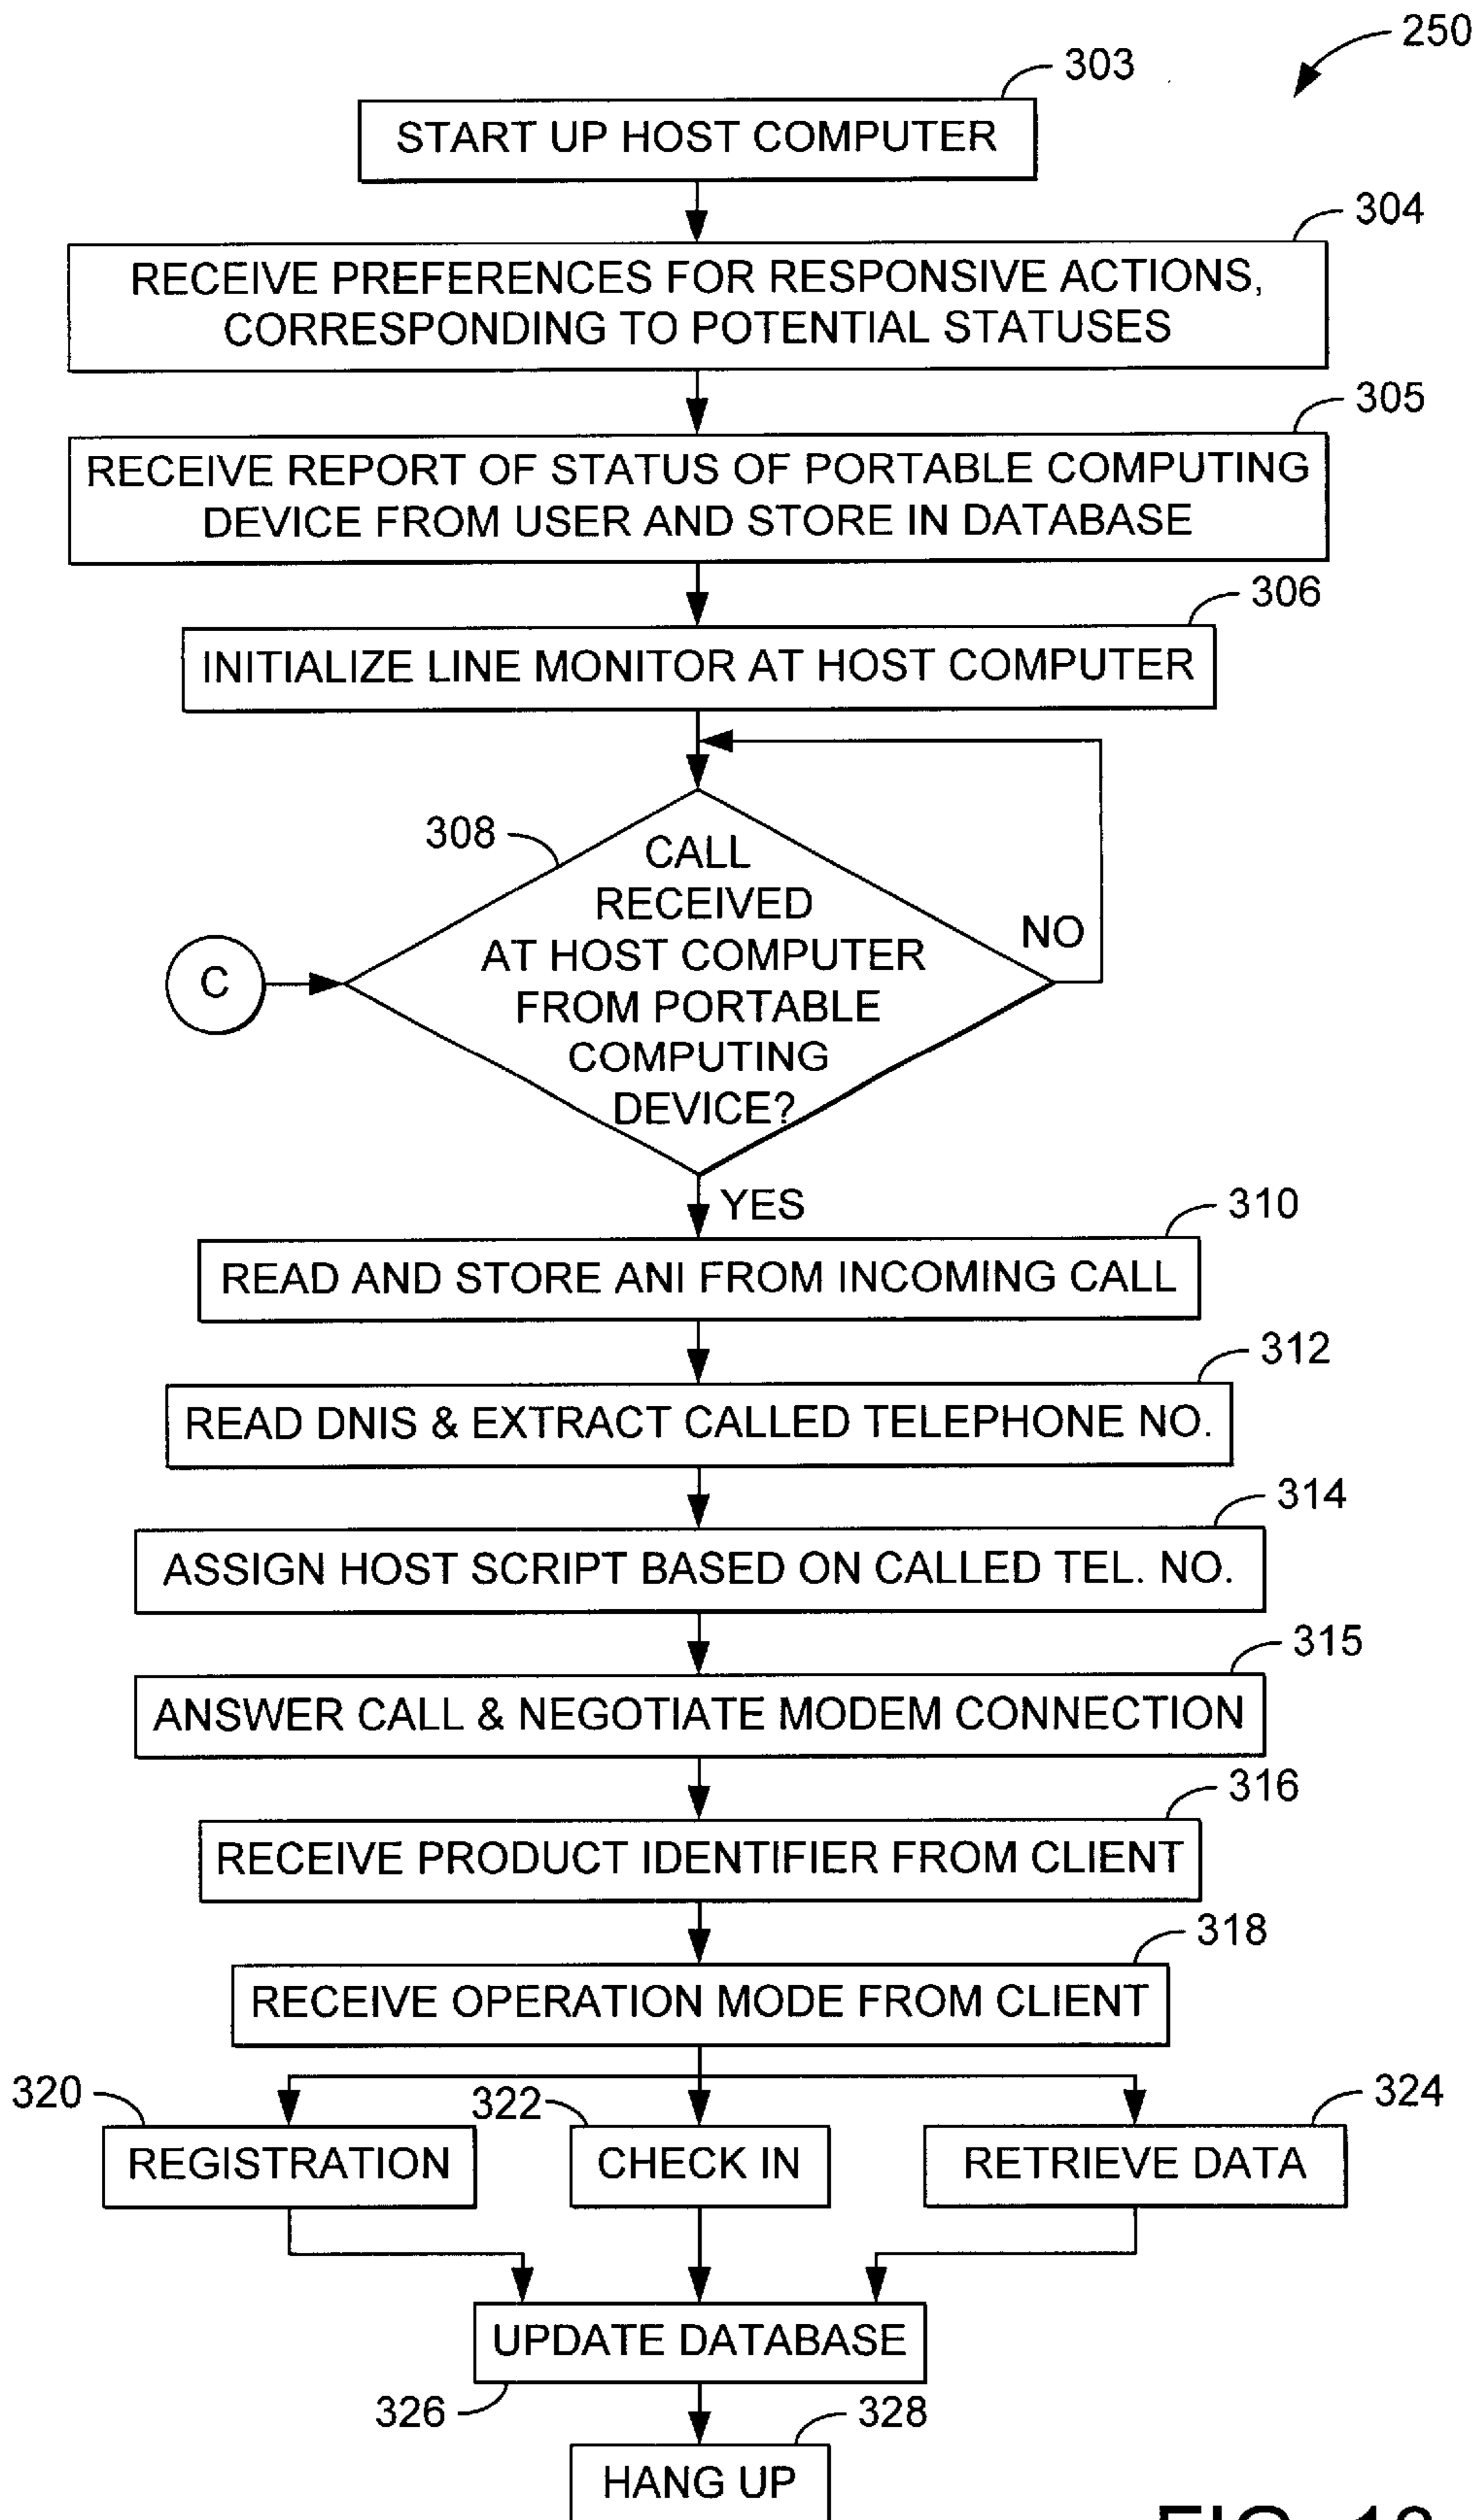 250
303
START UP HOST COMPUTER
304
RECEIVE PREFERENCES FOR RESPONSIVE ACTIONS,
CORRESPONDING TO POTENTIAL STATUSES
305
RECEIVE REPORT OF STATUS OF PORTABLE COMPUTING
DEVICE FROM USER AND STORE IN DATABASE
306
INITIALIZE LINE MONITOR AT HOST COMPUTER
308
CALL
RECEIVED
AT HOST COMPUTER
FROM PORTABLE
COMPUTING
DEVICE?
NO
C
YES
310
READ AND STORE ANI FROM INCOMING CALL
312
READ DNIS & EXTRACT CALLED TELEPHONE NO.
314
ASSIGN HOST SCRIPT BASED ON CALLED TEL. NO.
315
ANSWER CALL & NEGOTIATE MODEM CONNECTION
316
RECEIVE PRODUCT IDENTIFIER FROM CLIENT
318
RECEIVE OPERATION MODE FROM CLIENT
320
REGISTRATION
322
CHECK IN
324
RETRIEVE DATA
UPDATE DATABASE
326
328
HANG UP